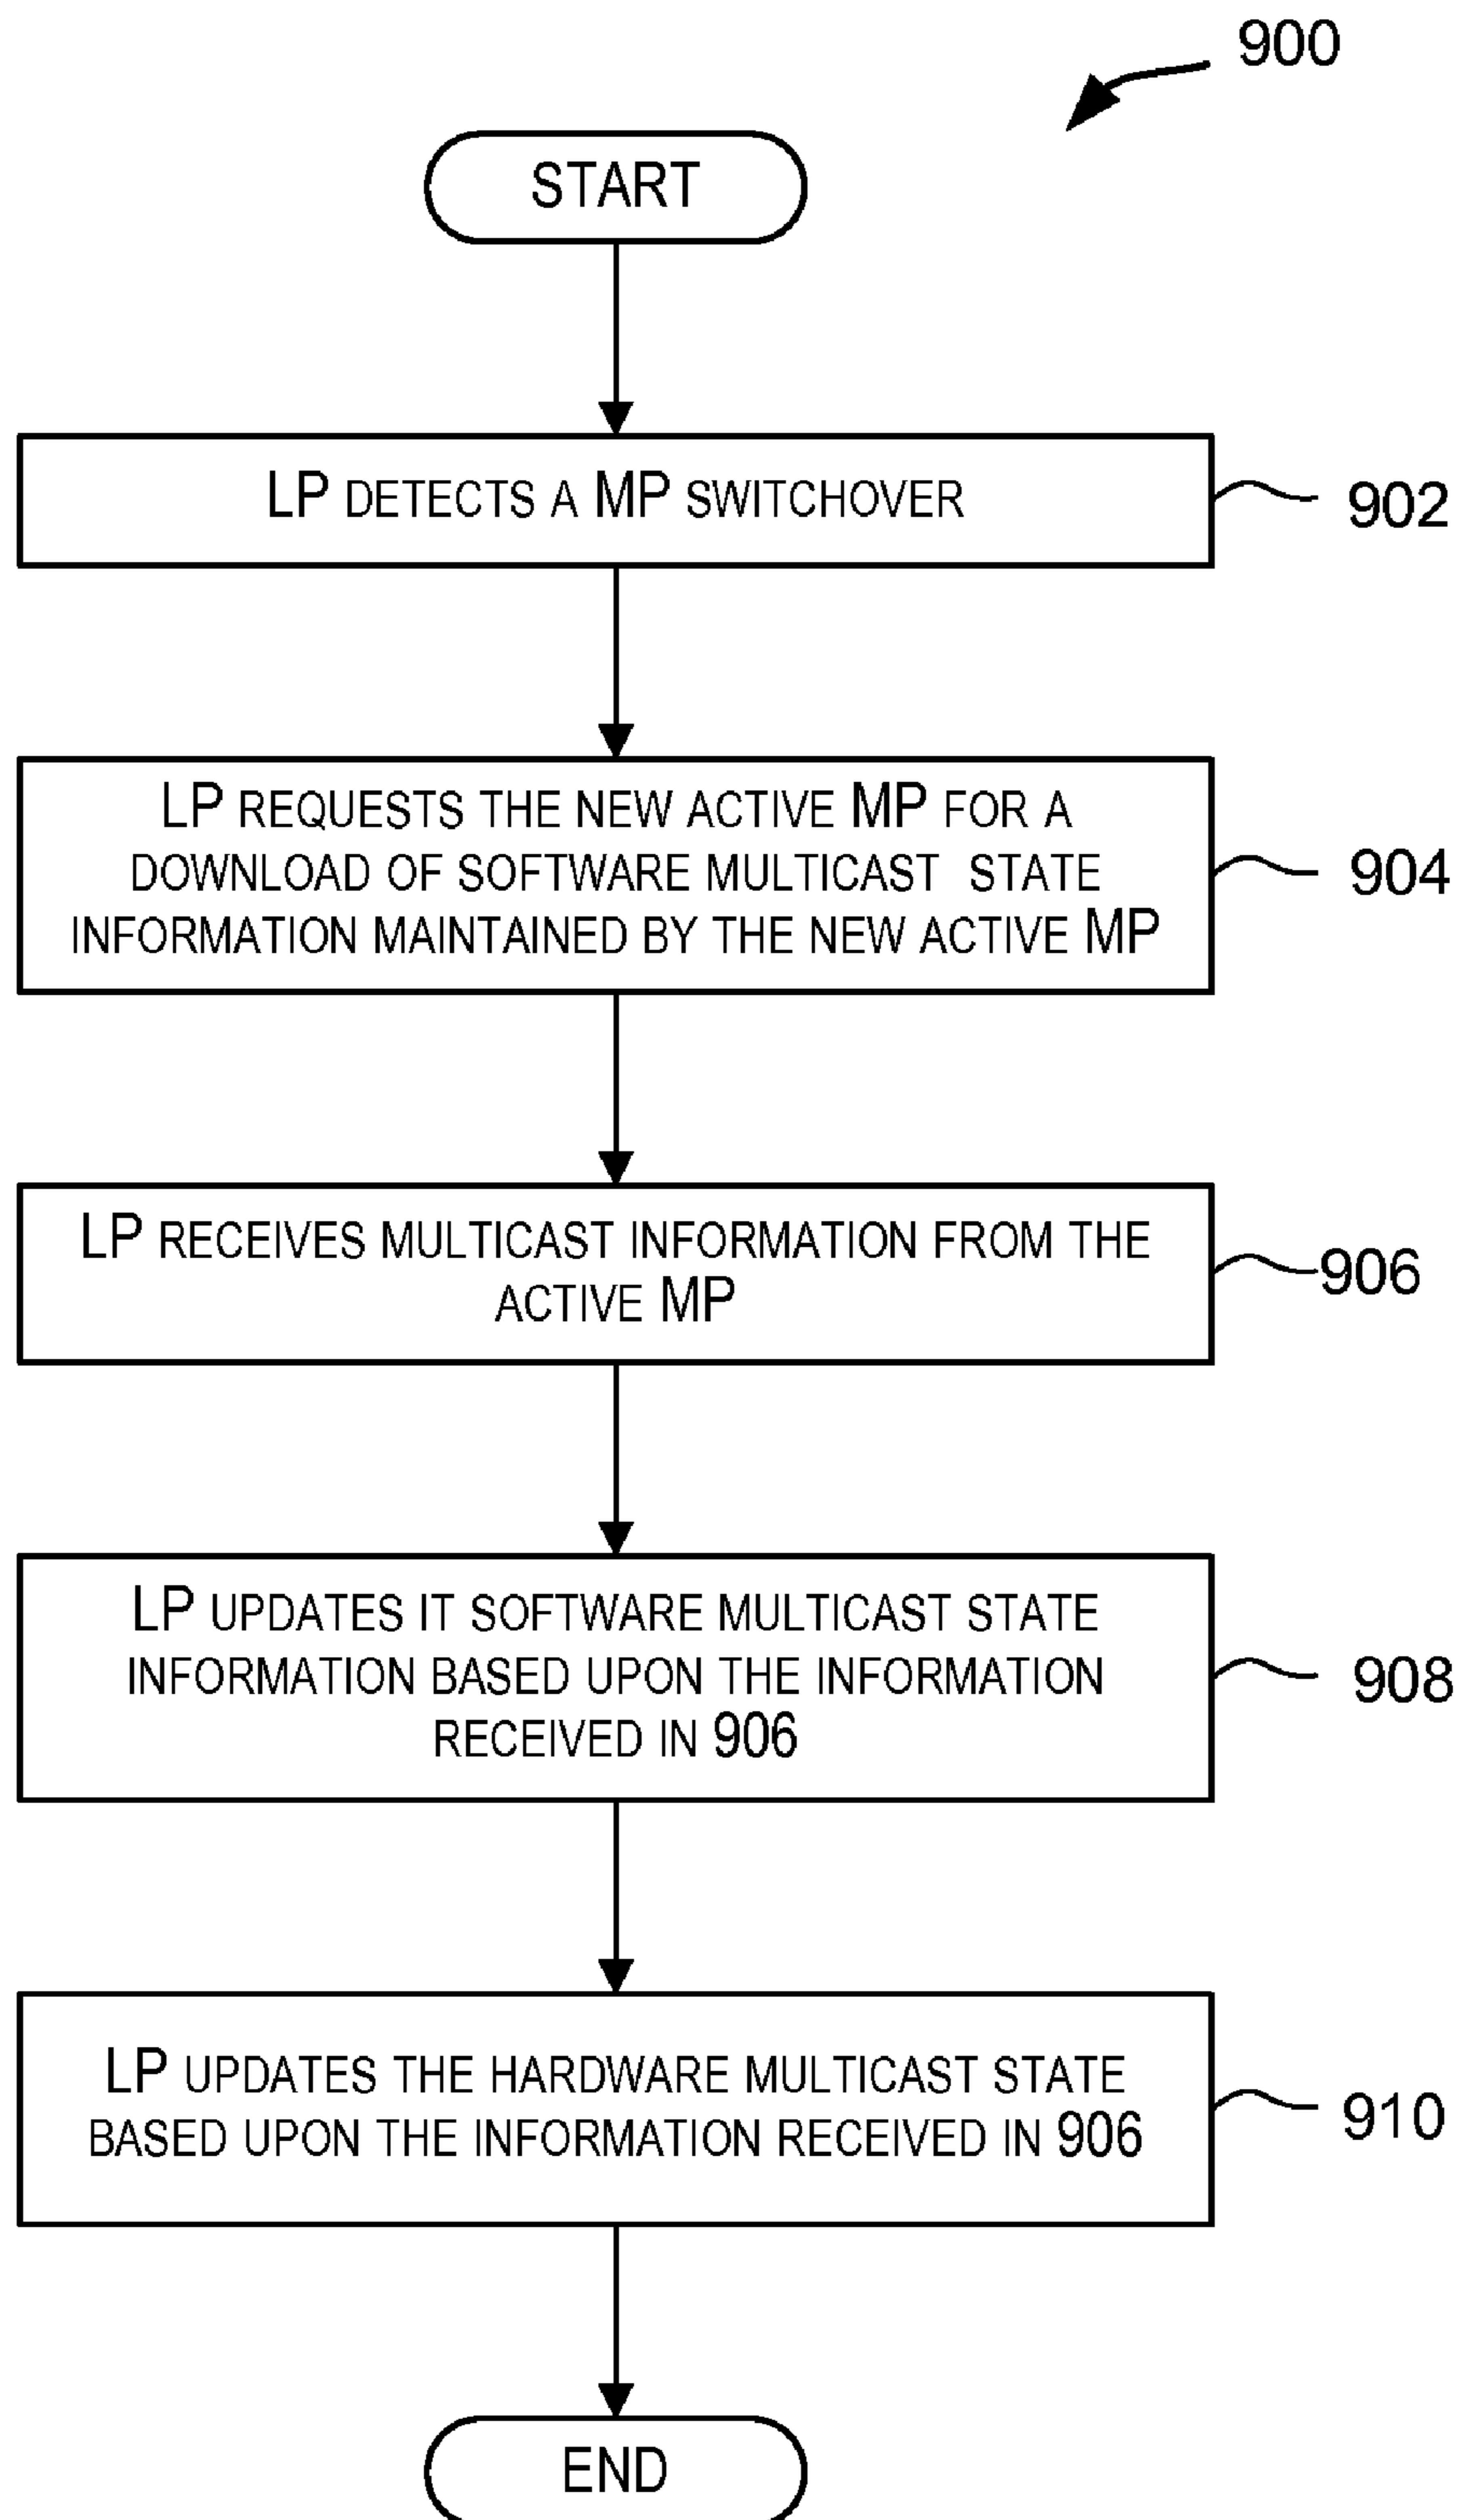 900
START
LP DETECTS A MP SWITCHOVER
902
LP REQUESTS THE NEW ACTIVE MP FOR A
DOWNLOAD OF SOFTWARE MULTICAST STATE
INFORMATION MAINTAINED BY THE NEW ACTIVE MP
904
LP RECEIVES MULTICAST INFORMATION FROM THE
ACTIVE MP
906
LP UPDATES IT SOFTWARE MULTICAST STATE
INFORMATION BASED UPON THE INFORMATION
RECEIVED IN 906
908
LP UPDATES THE HARDWARE MULTICAST STATE
BASED UPON THE INFORMATION RECEIVED IN 906
910
END